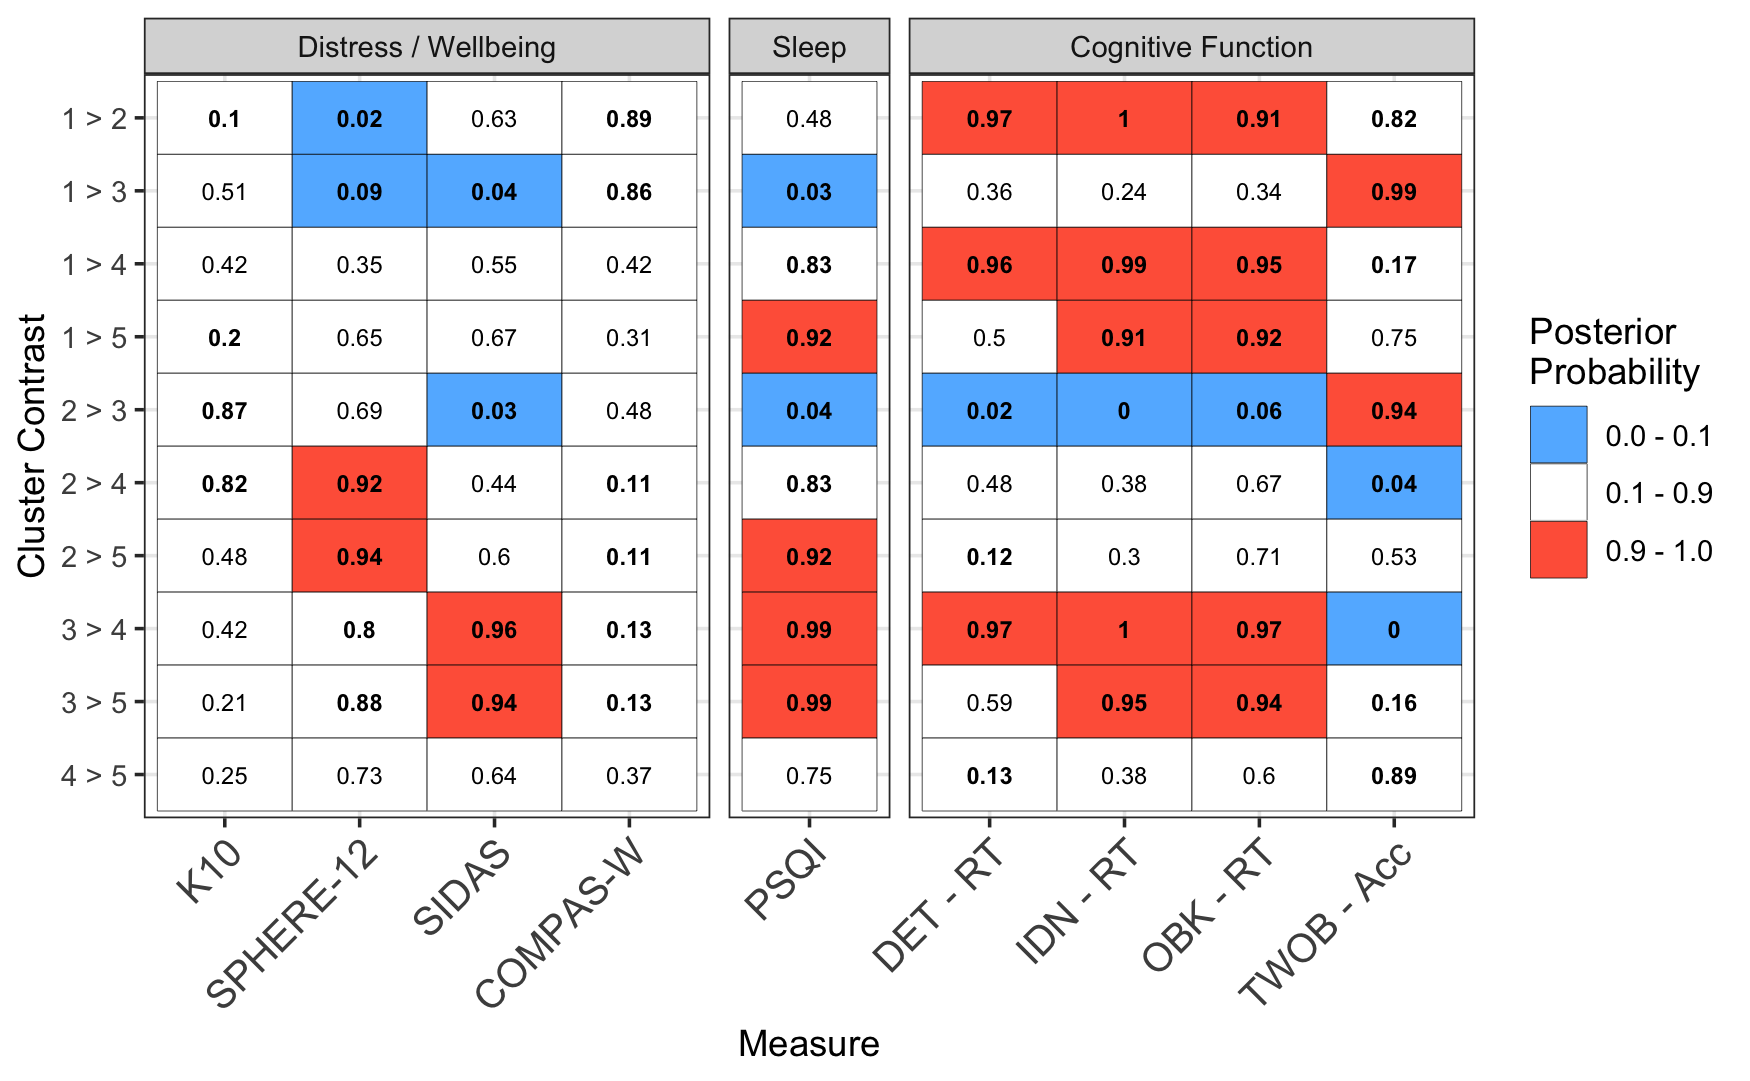 Distress / Wellbeing Sleep Cognitive Function
1 > 2 0.1 0.02 0.63 0.89 0.48 0.97 1 0.91 0.82
1 > 3 0.51 0.09 0.04 0.86 0.03 0.36 0.24 0.34 0.99
1 > 4 0.42 0.35 0.55 0.42 0.83 0.96 0.99 0.95 0.17
1 > 5 0.2 0.65 0.67 0.31 0.92 0.5 0.91 0.92 0.75
2 > 3 0.87 0.69 0.03 0.48 0.04 0.02 0 0.06 0.94
2 > 4 0.82 0.92 0.44 0.11 0.83 0.48 0.38 0.67 0.04
2 > 5 0.48 0.94 0.6 0.11 0.92 0.12 0.3 0.71 0.53
3 > 4 0.42 0.8 0.96 0.13 0.99 0.97 1 0.97 0
3 > 5 0.21 0.88 0.94 0.13 0.99 0.59 0.95 0.94 0.16
4 > 5 0.25 0.73 0.64 0.37 0.75 0.13 0.38 0.6 0.89
Cluster Contrast
K10 SPHERE-12 SIDAS COMPAS-W PSQI DET - RT IDN - RT OBK - RT TWOB - Acc
Measure
Posterior
Probability
0.0 - 0.1
0.1 - 0.9
0.9 - 1.0